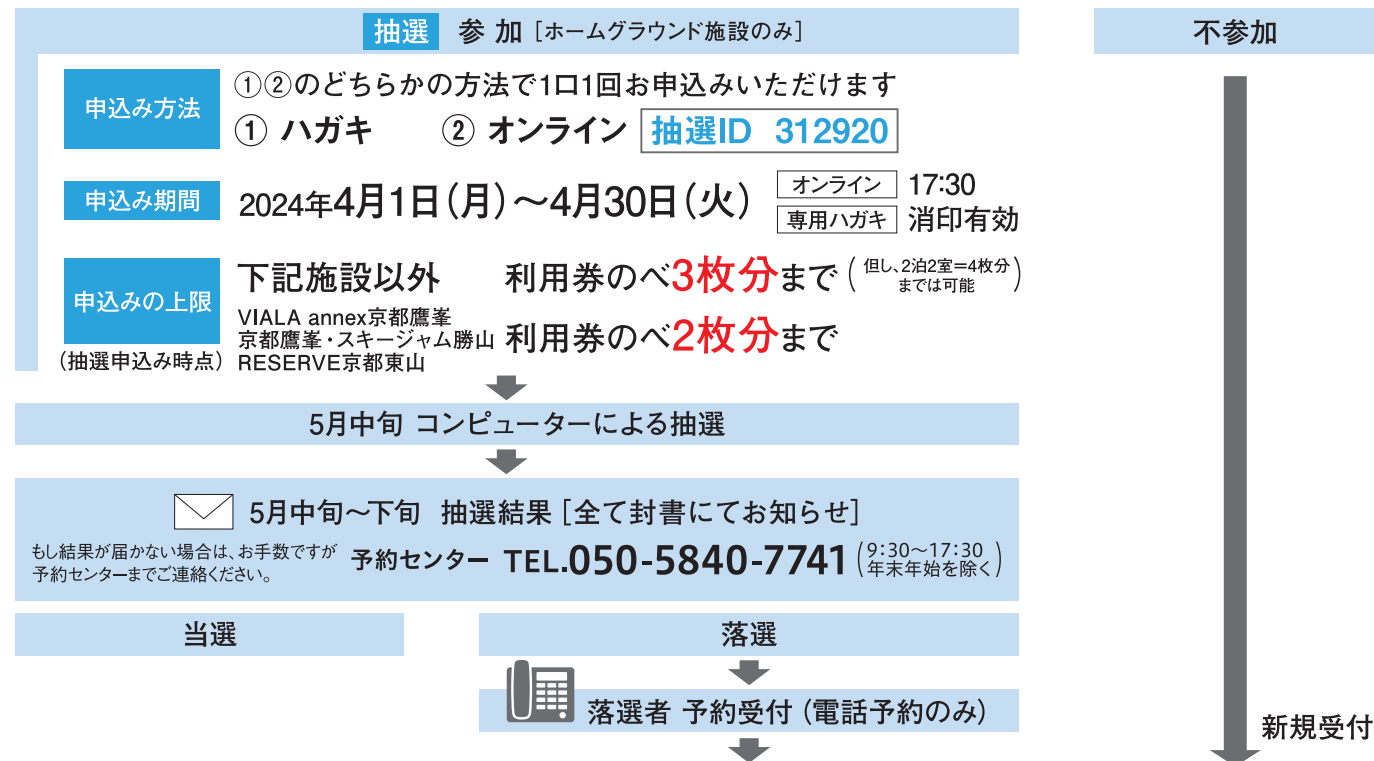 抽選 参 加 [ホームグラウンド施設のみ]
不参加
申込み方法
①②のどちらかの方法で1口1回お申込みいただけます
① ハガキ ② オンライン 抽選ID 312920
申込み期間
2024年4月1日(月)~4月30日(火)
オンライン 17:30
専用ハガキ 消印有効
申込みの上限
(抽選申込み時点)
下記施設以外 利用券のべ3枚分まで
(但し、2泊2室=4枚分
までは可能)
VIALA annex京都鷹峯
京都鷹峯・スキージャム勝山
RESERVE京都東山
利用券のべ2枚分まで
5月中旬 コンピューターによる抽選
5月中旬~下旬 抽選結果 [全て封書にてお知らせ]
もし結果が届かない場合は、お手数ですが
予約センターまでご連絡ください。
予約センター TEL.050-5840-7741
(9:30~17:30
年末年始を除く)
当選
落選
落選者 予約受付 (電話予約のみ)
新規受付